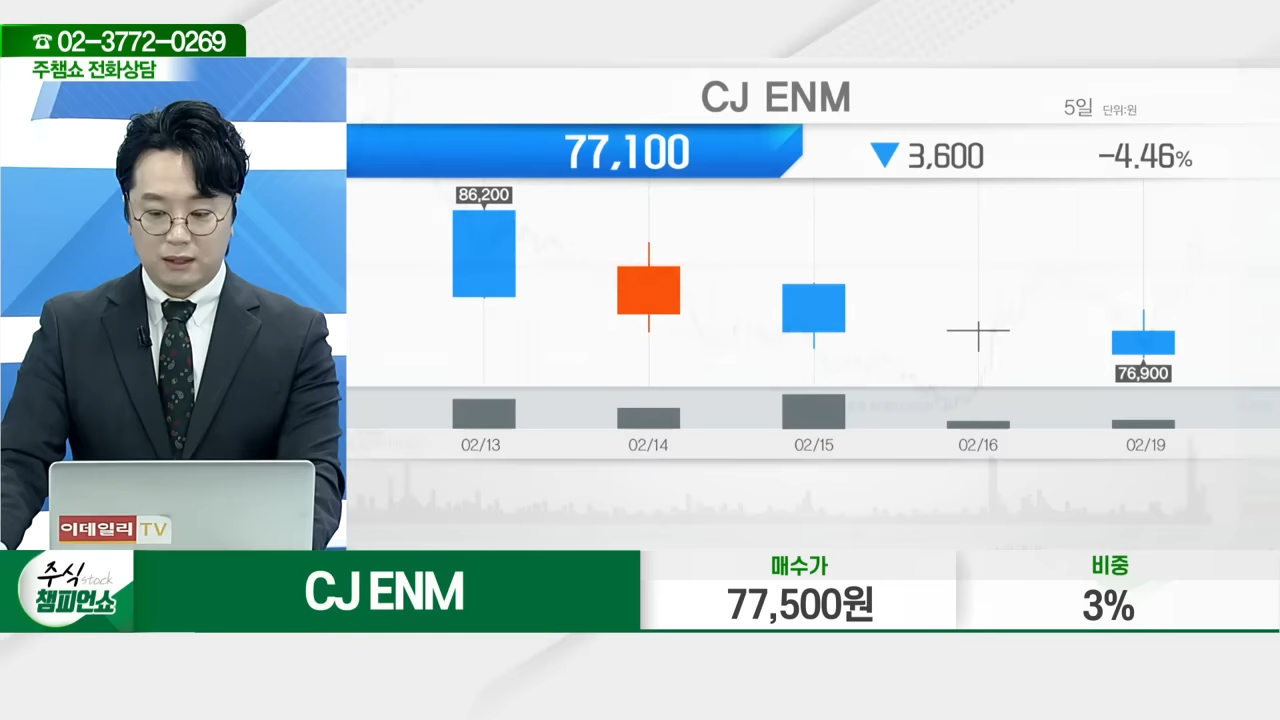 ☎ 02-3772-0269
주챔쇼 전화상담
CJ ENM
5일 단위:원
77,100 ▼ 3,600 -4.46%
86,200
76,900
02/13 02/14 02/15 02/16 02/19
이데일리 TV
주식 stock
챔피언쇼
CJ ENM
매수가
77,500원
비중
3%